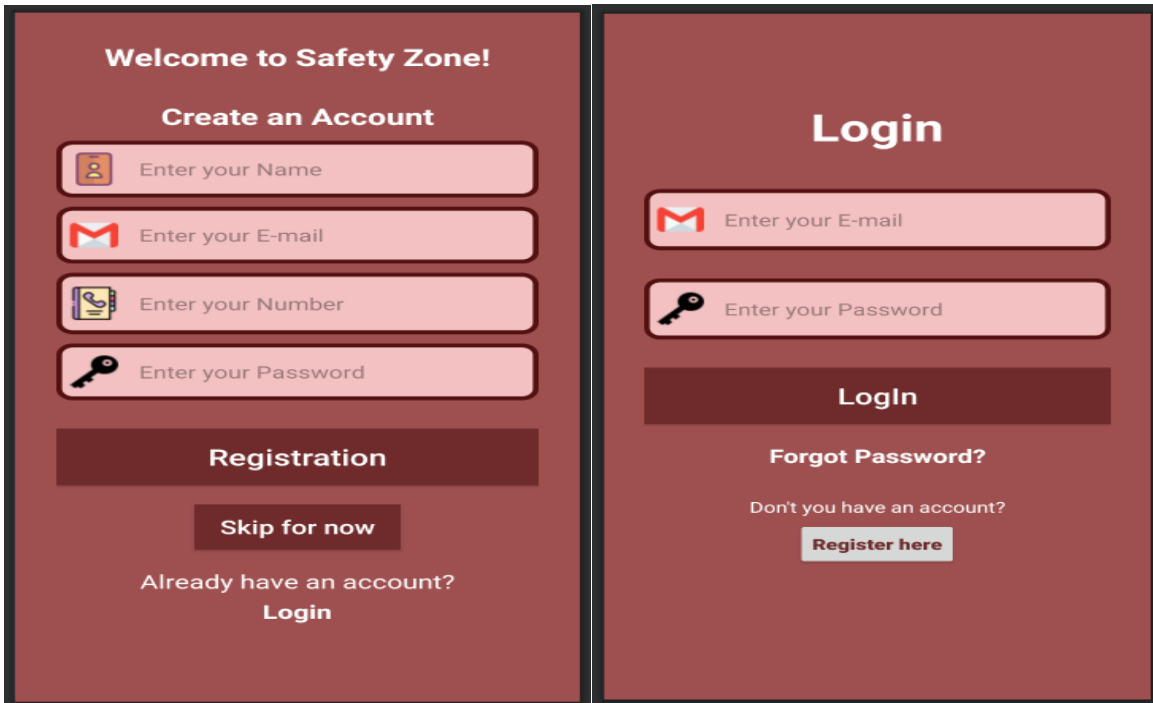 Welcome to Safety Zone!
Create an Account
Enter your Name
Enter your E-mail
Enter your Number
Enter your Password
Registration
Skip for now
Already have an account?
Login
Login
Enter your E-mail
Enter your Password
LogIn
Forgot Password?
Don't you have an account?
Register here